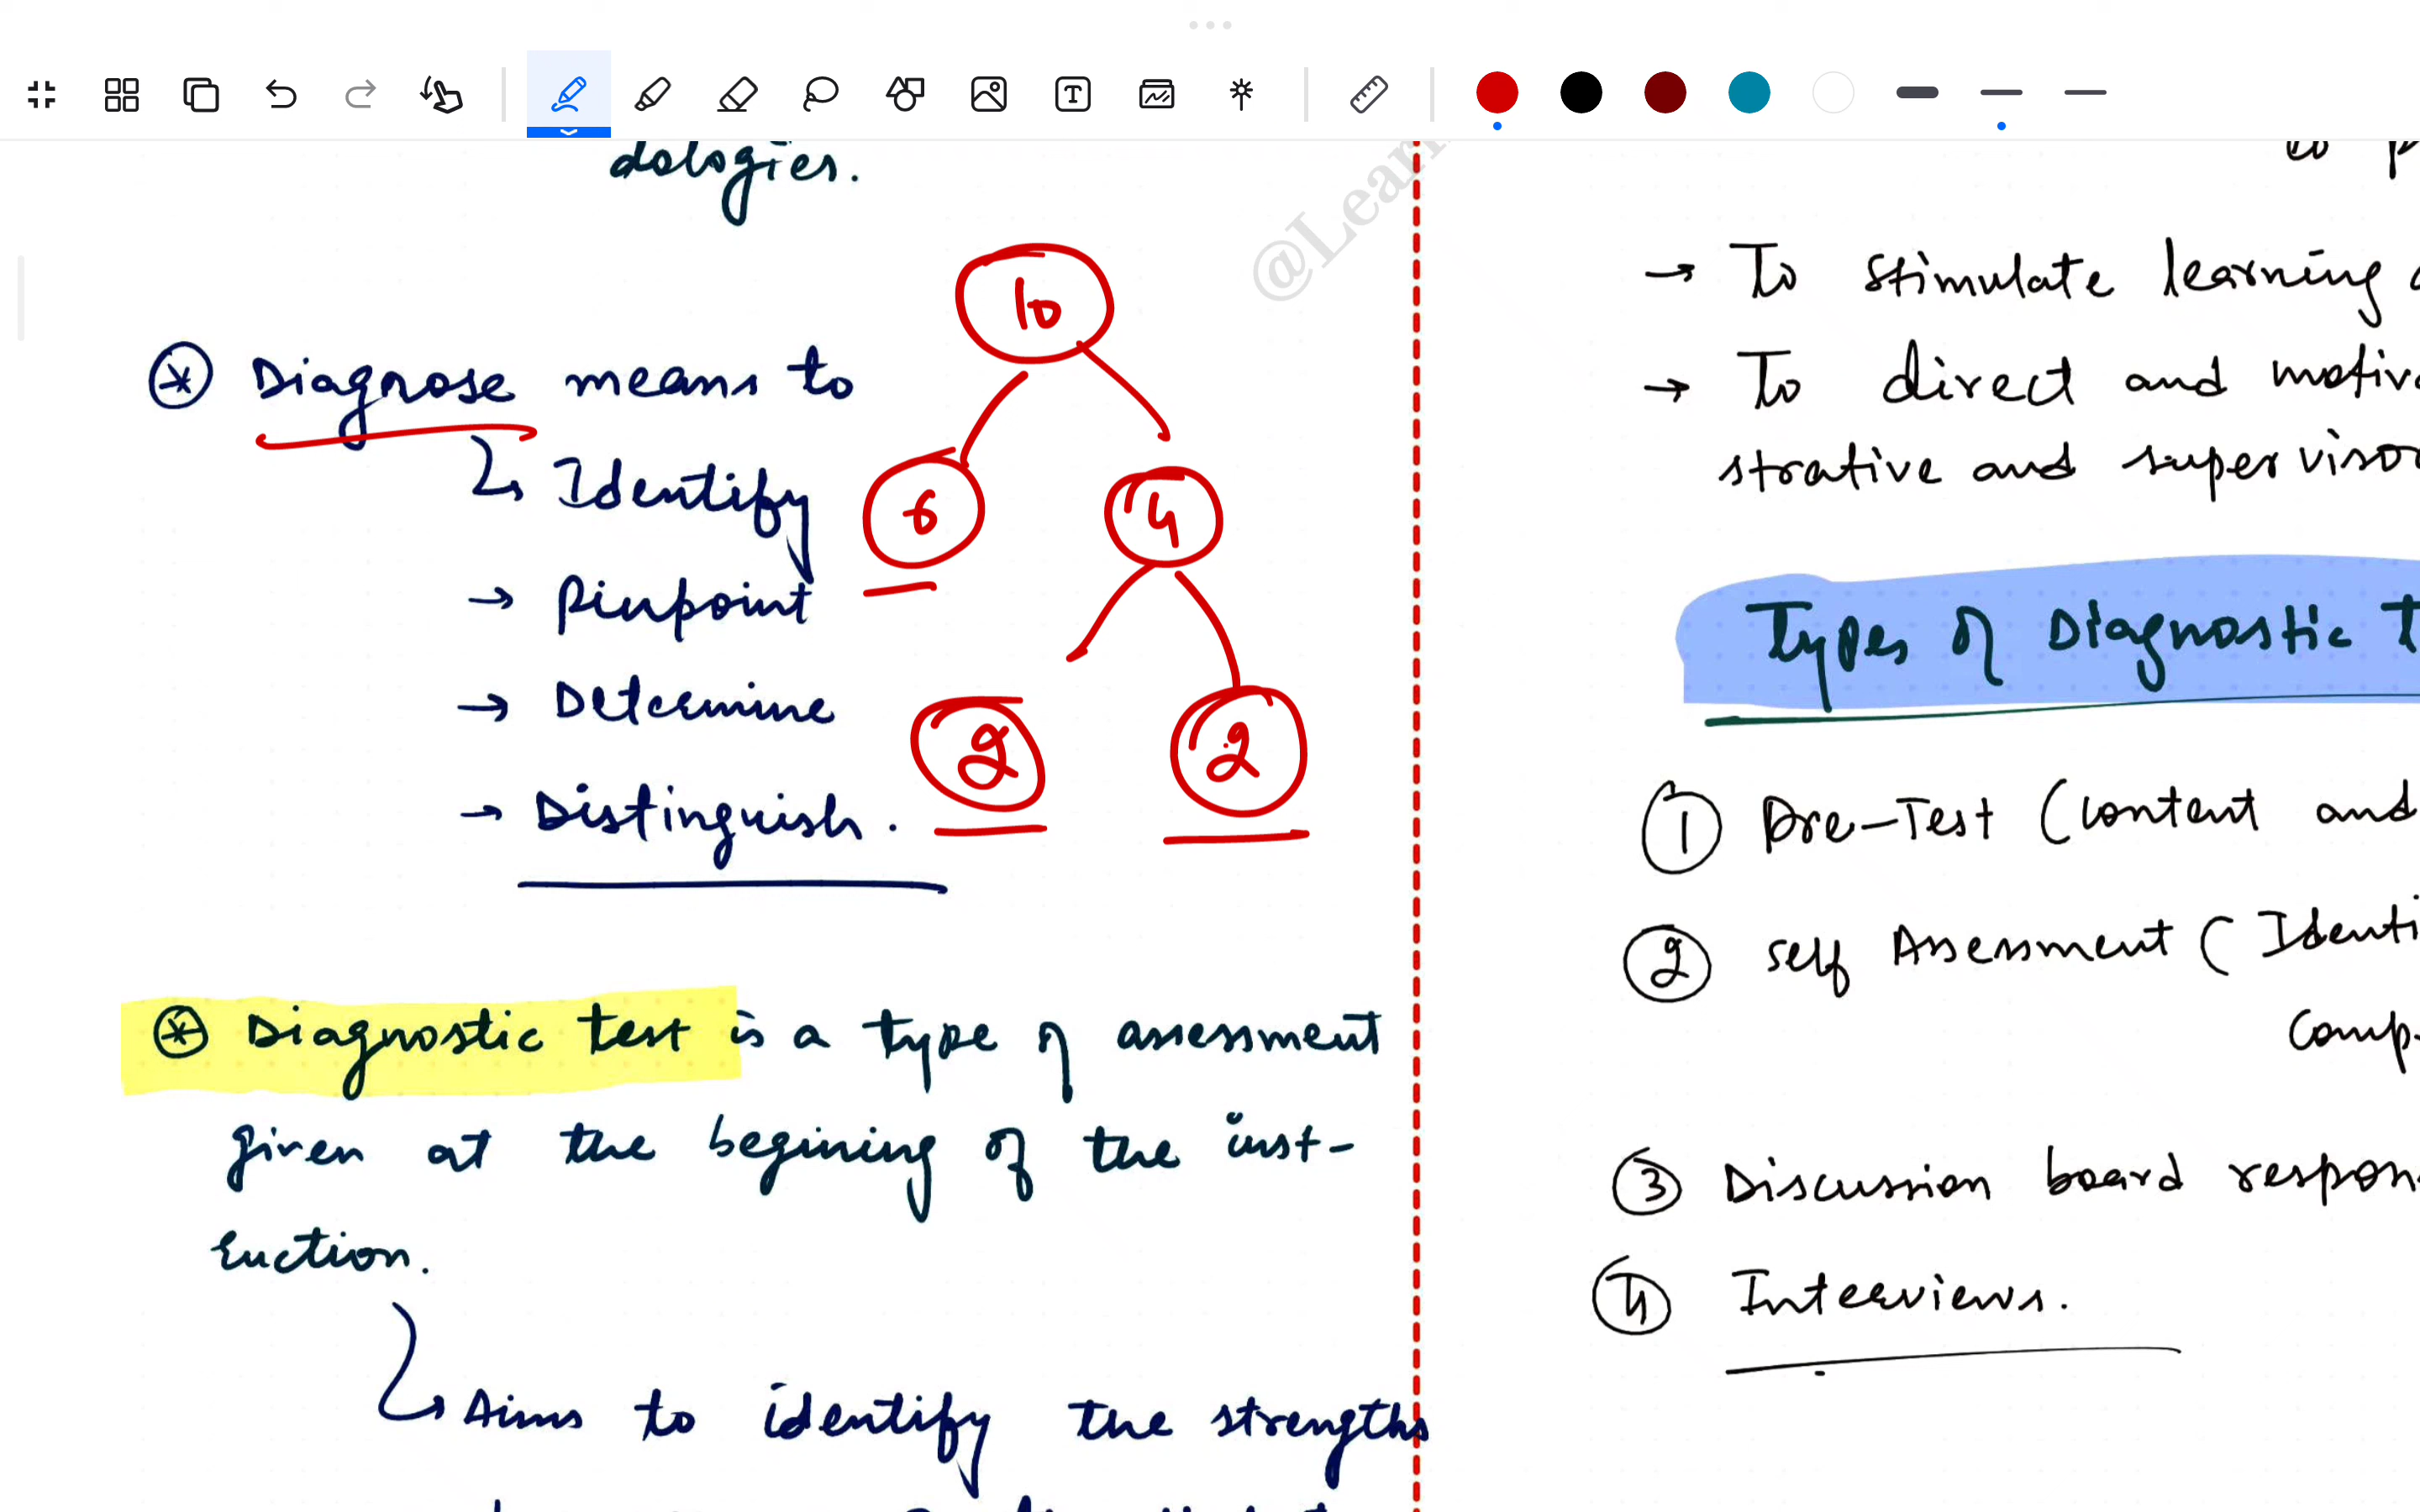 dologies.
@Lear
⊛ Diagnose means to
↳ Identify
→ Pinpoint
→ Determine
→ Distinguish.
10
6
4
2
2
⊛ Diagnostic test is a type of assessment
given at the begining of the inst-
ruction.
↳ Aims to identify the strengths
to p
→ To stimulate learning
→ To direct and motiv
strative and supervisor
Types of Diagnostic t
① Pre-Test (content and
② self Assessment (Identi
comp
③ Discussion board respon
④ Interviews.